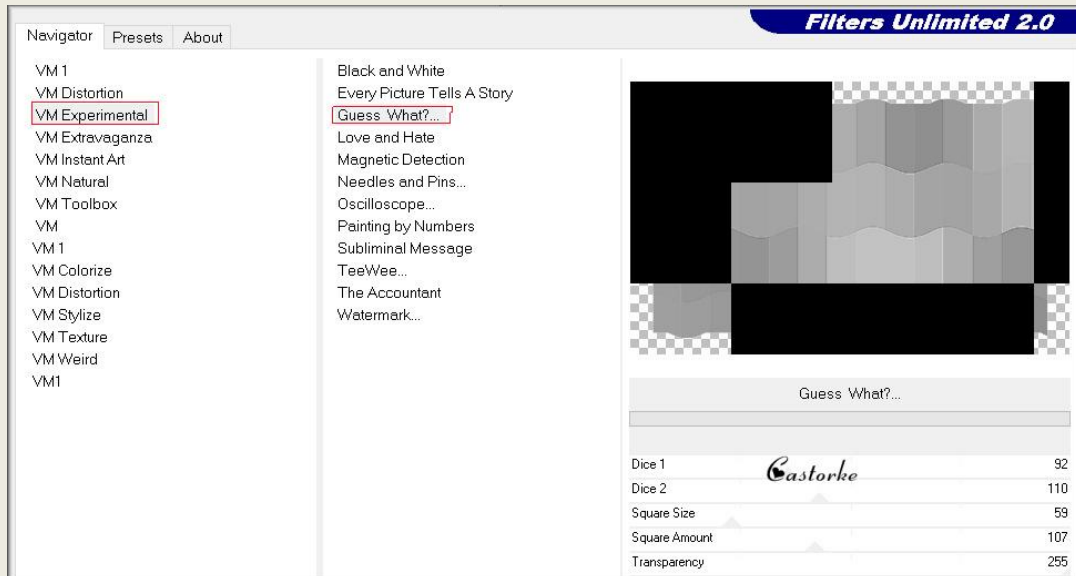 Filters Unlimited 2.0
Navigator Presets About
VM 1
VM Distortion
VM Experimental
VM Extravaganza
VM Instant Art
VM Natural
VM Toolbox
VM
VM 1
VM Colorize
VM Distortion
VM Stylize
VM Texture
VM Weird
VM1
Black and White
Every Picture Tells A Story
Guess What?...
Love and Hate
Magnetic Detection
Needles and Pins...
Oscilloscope...
Painting by Numbers
Subliminal Message
TeeWee...
The Accountant
Watermark...
Guess What?...
Castorke
Dice 1 92
Dice 2 110
Square Size 59
Square Amount 107
Transparency 255